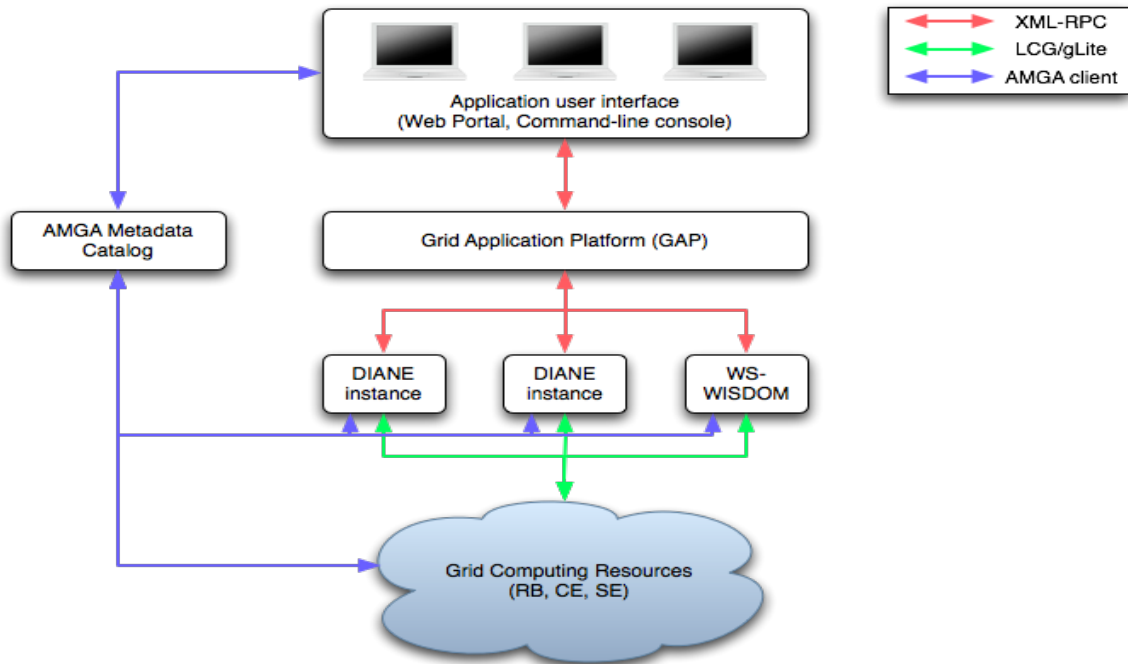 XML-RPC
LCG/gLite
AMGA client
Application user interface
(Web Portal, Command-line console)
AMGA Metadata
Catalog
Grid Application Platform (GAP)
DIANE
instance
DIANE
instance
WS-
WISDOM
Grid Computing Resources
(RB, CE, SE)